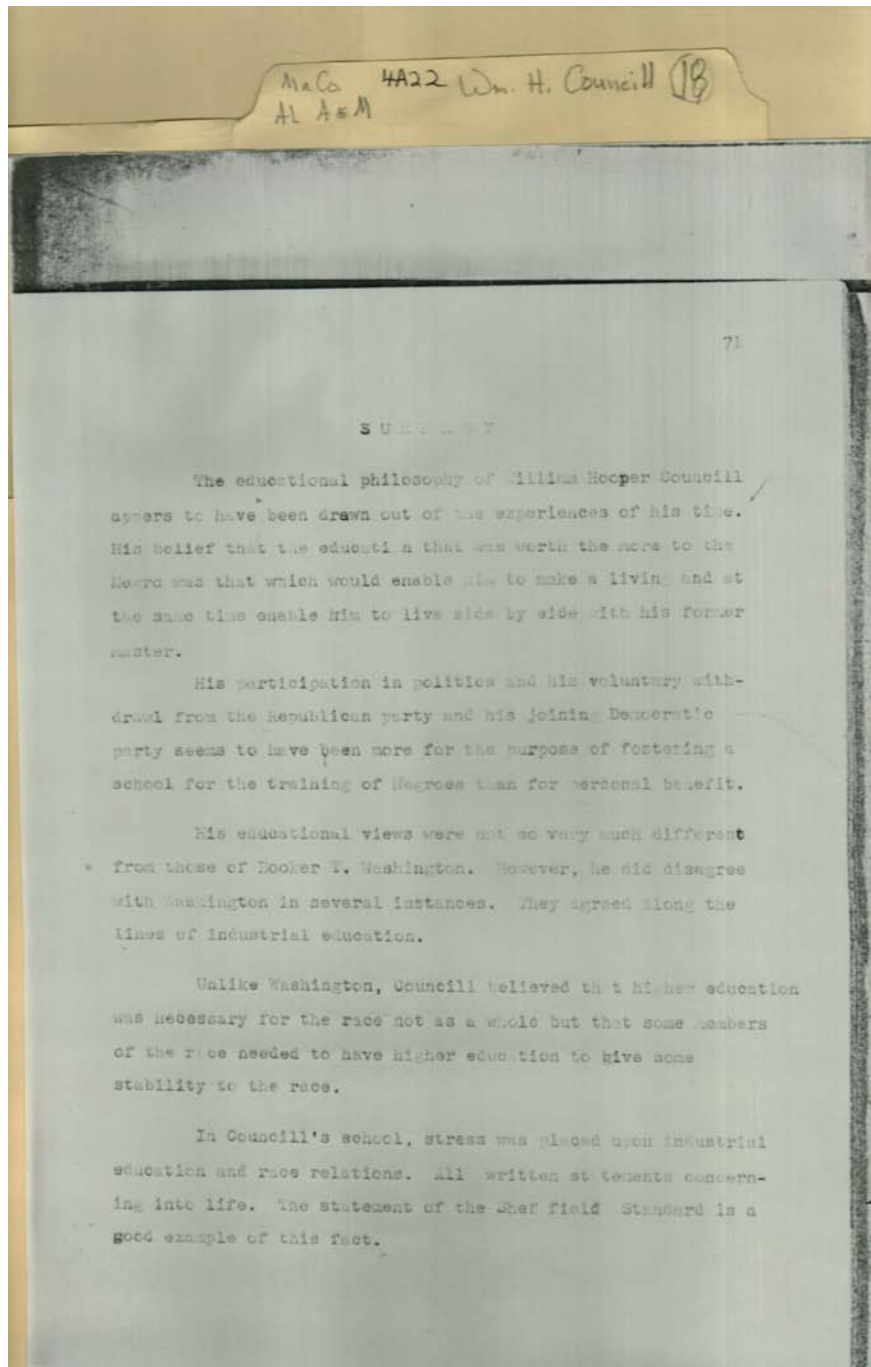 MaCo 4A22 Wm. H. Councill 18
AL A&M
71
SUMMARY
The educational philosophy of William Hooper Councill
appers to have been drawn out of the experiences of his time.
His belief that the education that was worth the more to the
Negro was that which would enable him to make a living and at
the same time enable him to live side by side with his former
master.
His participation in politics and his voluntary with-
drawl from the Republican party and his joining Democratic
party seems to have been more for the purpose of fostering a
school for the training of Negroes than for personal benefit.
His educational views were not so very much different
from those of Booker T. Washington. However, he did disagree
with Washington in several instances. They agreed along the
lines of industrial education.
Unlike Washington, Councill believed that higher education
was necessary for the race not as a whole but that some members
of the race needed to have higher education to give some
stability to the race.
In Councill's school, stress was placed upon industrial
education and race relations. All written statements concern-
ing into life. The statement of the Shef field Standard is a
good example of this fact.